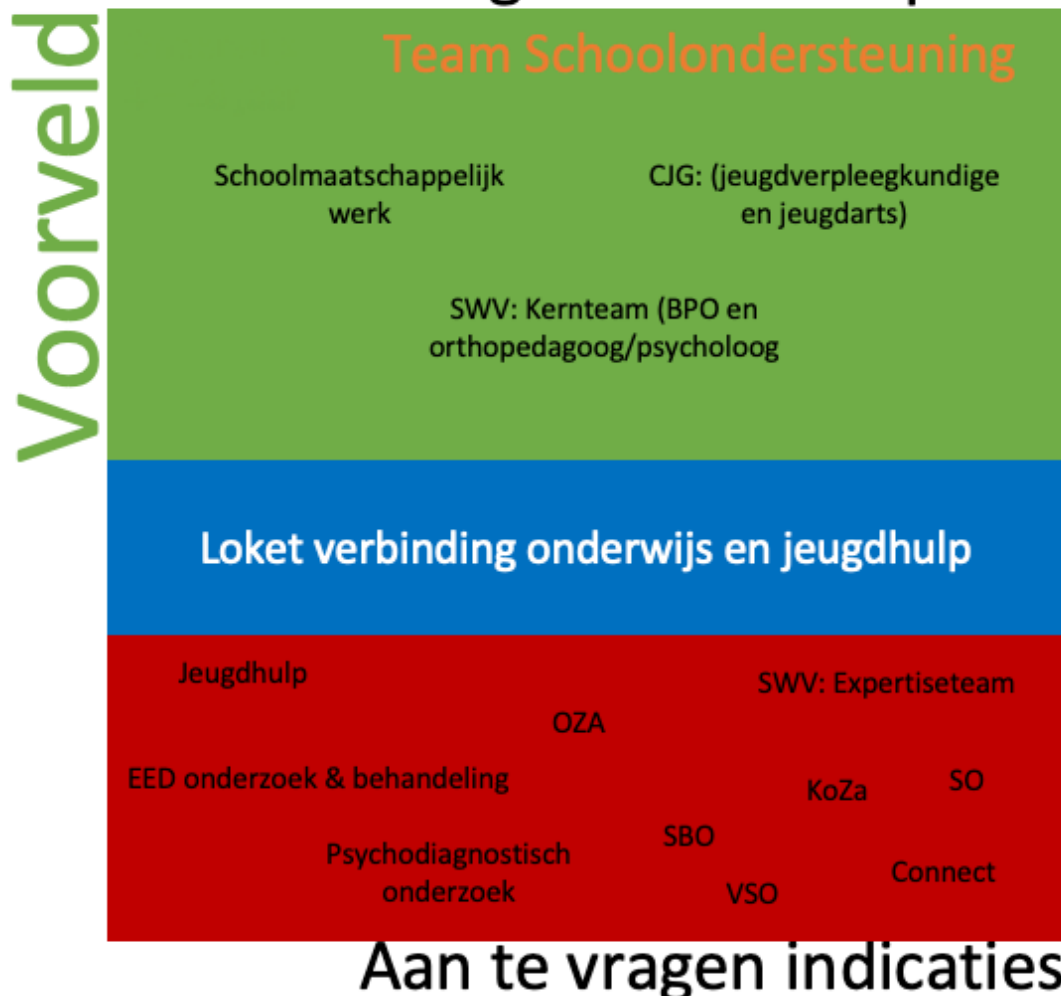 Voorveld
Team Schoolondersteuning
Schoolmaatschappelijk
werk
CJG: (jeugdverpleegkundige
en jeugdarts)
SWV: Kernteam (BPO en
orthopedagoog/psycholoog
Loket verbinding onderwijs en jeugdhulp
Jeugdhulp
SWV: Expertiseteam
OZA
EED onderzoek & behandeling
KoZa
SO
SBO
Psychodiagnostisch
onderzoek
Connect
VSO
Aan te vragen indicaties